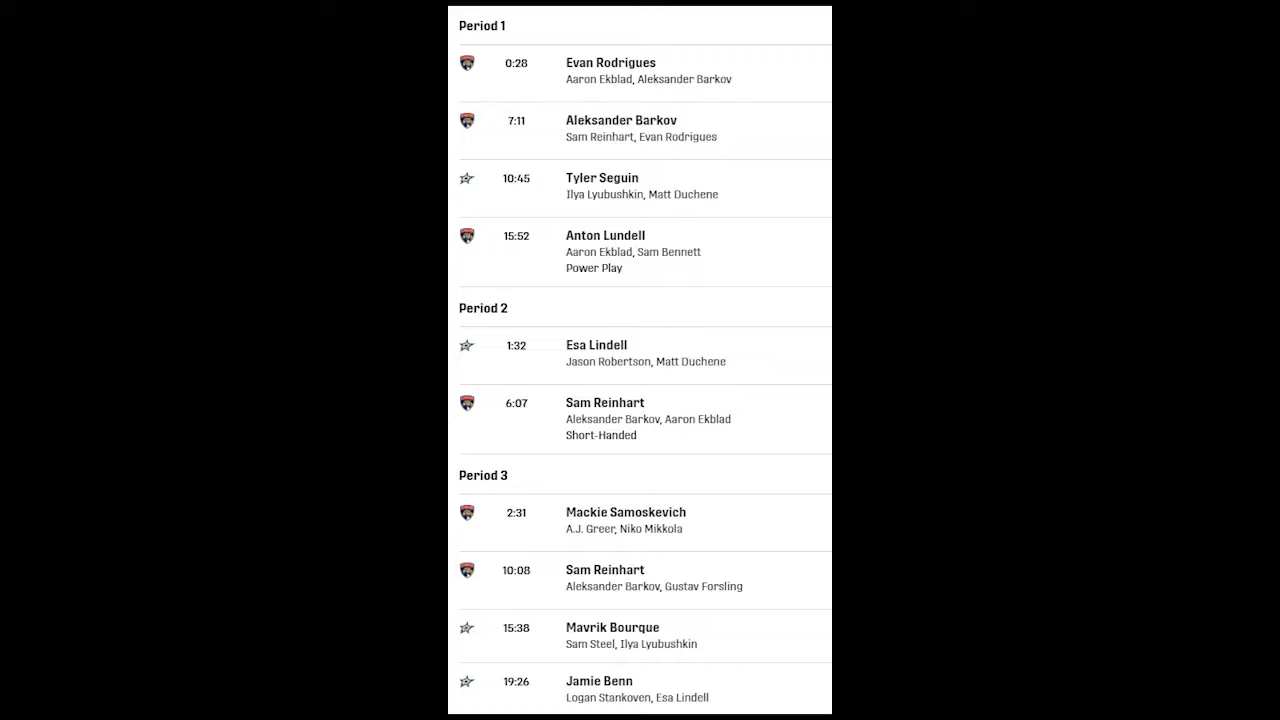 Period 1
0:28 Evan Rodrigues
Aaron Ekblad, Aleksander Barkov
7:11 Aleksander Barkov
Sam Reinhart, Evan Rodrigues
10:45 Tyler Seguin
Ilya Lyubushkin, Matt Duchene
15:52 Anton Lundell
Aaron Ekblad, Sam Bennett
Power Play
Period 2
1:32 Esa Lindell
Jason Robertson, Matt Duchene
6:07 Sam Reinhart
Aleksander Barkov, Aaron Ekblad
Short-Handed
Period 3
2:31 Mackie Samoskevich
A.J. Greer, Niko Mikkola
10:08 Sam Reinhart
Aleksander Barkov, Gustav Forsling
15:38 Mavrik Bourque
Sam Steel, Ilya Lyubushkin
19:26 Jamie Benn
Logan Stankoven, Esa Lindell